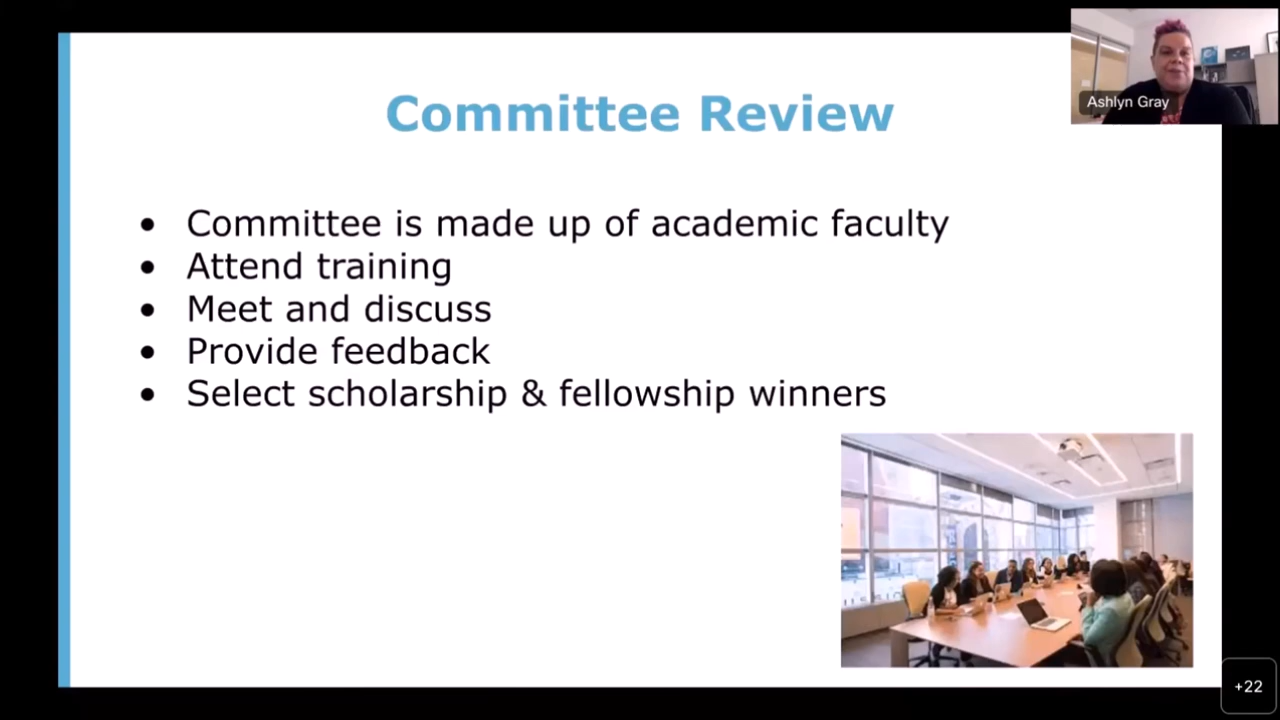 Committee Review
Ashlyn Gray
• Committee is made up of academic faculty
• Attend training
• Meet and discuss
• Provide feedback
• Select scholarship & fellowship winners
+22